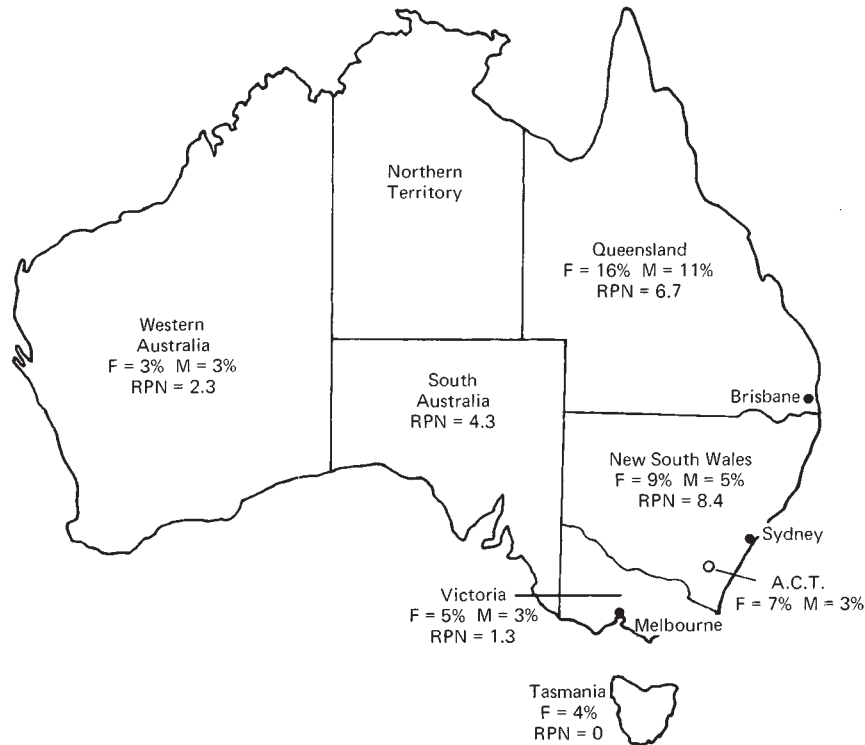 Northern
Territory
Queensland
F = 16% M = 11%
RPN = 6.7
Western
Australia
F = 3% M = 3%
RPN = 2.3
South
Australia
RPN = 4.3
Brisbane
New South Wales
F = 9% M = 5%
RPN = 8.4
Sydney
A.C.T.
F = 7% M = 3%
Victoria
F = 5% M = 3%
RPN = 1.3
Melbourne
Tasmania
F = 4%
RPN = 0